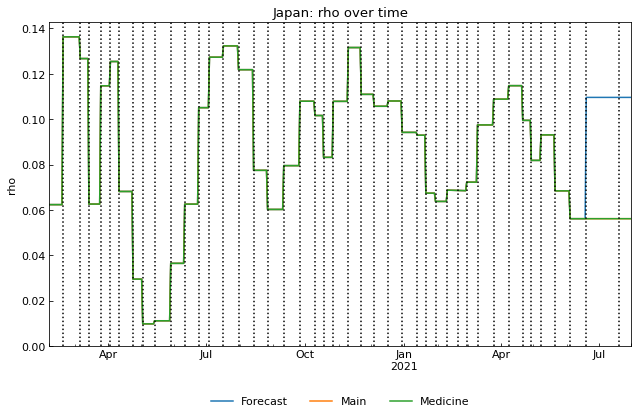 Japan: rho over time
rho
0.14
0.12
0.10
0.08
0.06
0.04
0.02
0.00
Apr Jul Oct Jan Apr Jul
2021
Forecast Main Medicine